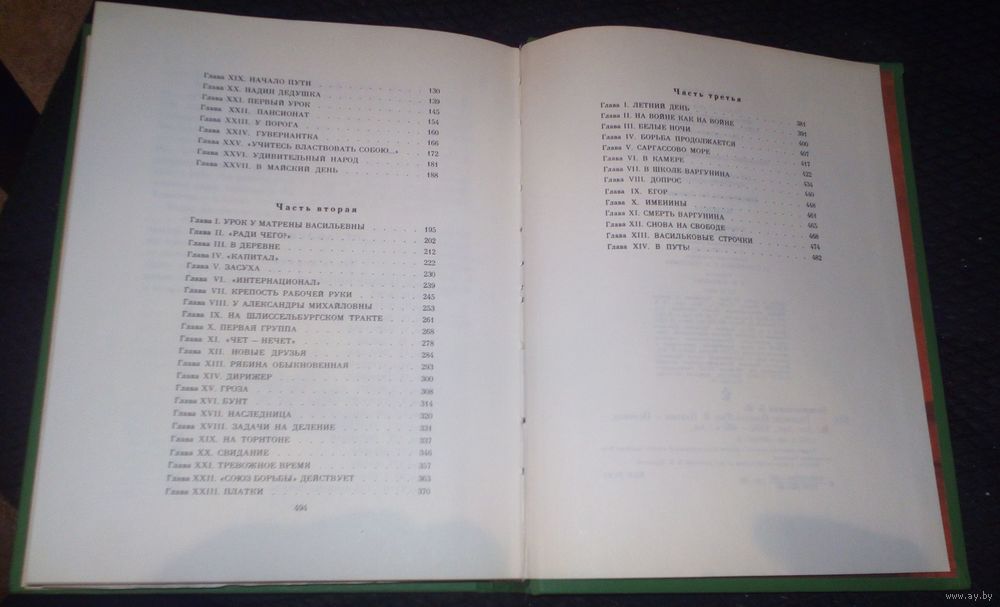 Глава XIX. НАЧАЛО ПУТИ . . . . . . . . 130
Глава XX. НАДИН ДЕДУШКА . . . . . . . . 139
Глава XXI. ПЕРВЫЙ УРОК . . . . . . . . 145
Глава XXII. ПАНСИОНАТ . . . . . . . . 154
Глава XXIII. У ПОРОГА . . . . . . . . 160
Глава XXIV. ГУВЕРНАНТКА . . . . . . . . 166
Глава XXV. «УЧИТЕСЬ ВЛАСТВОВАТЬ СОБОЮ...» . . . 172
Глава XXVI. УДИВИТЕЛЬНЫЙ НАРОД . . . . . . 181
Глава XXVII. В МАЙСКИЙ ДЕНЬ . . . . . . . 188
Часть вторая
Глава I. УРОК У МАТРЕНЫ ВАСИЛЬЕВНЫ . . . . . 195
Глава II. «РАДИ ЧЕГО?» . . . . . . . . 202
Глава III. В ДЕРЕВНЕ . . . . . . . . 212
Глава IV. «КАПИТАЛ» . . . . . . . . 222
Глава V. ЗАСУХА . . . . . . . . 230
Глава VI. «ИНТЕРНАЦИОНАЛ» . . . . . . . 239
Глава VII. КРЕПОСТЬ РАБОЧЕЙ РУКИ . . . . . . 245
Глава VIII. У АЛЕКСАНДРЫ МИХАЙЛОВНЫ . . . . 253
Глава IX. НА ШЛИССЕЛЬБУРГСКОМ ТРАКТЕ . . . . 261
Глава X. ПЕРВАЯ ГРУППА . . . . . . . . 268
Глава XI. «ЧЕТ — НЕЧЕТ» . . . . . . . . 278
Глава XII. НОВЫЕ ДРУЗЬЯ . . . . . . . . 284
Глава XIII. РЯБИНА ОБЫКНОВЕННАЯ . . . . . . 293
Глава XIV. ДИРИЖЕР . . . . . . . . 300
Глава XV. ГРОЗА . . . . . . . . 308
Глава XVI. БУНТ . . . . . . . . 314
Глава XVII. НАСЛЕДНИЦА . . . . . . . . 320
Глава XVIII. ЗАДАЧИ НА ДЕЛЕНИЕ . . . . . . 331
Глава XIX. НА ТОРНТОНЕ . . . . . . . . 337
Глава XX. СВИДАНИЕ . . . . . . . . 346
Глава XXI. ТРЕВОЖНОЕ ВРЕМЯ . . . . . . . 357
Глава XXII. «СОЮЗ БОРЬБЫ» ДЕЙСТВУЕТ . . . . . 363
Глава XXIII. ПЛАТКИ . . . . . . . . 370
494
Часть третья
Глава I. ЛЕТНИЙ ДЕНЬ . . . . . . . . 381
Глава II. НА ВОЙНЕ КАК НА ВОЙНЕ . . . . . . 391
Глава III. БЕЛЫЕ НОЧИ . . . . . . . . 400
Глава IV. БОРЬБА ПРОДОЛЖАЕТСЯ . . . . . . 407
Глава V. САРГАССОВО МОРЕ . . . . . . . 417
Глава VI. В КАМЕРЕ . . . . . . . . 422
Глава VII. В ШКОЛЕ ВАРГУНИНА . . . . . . . 434
Глава VIII. ДОПРОС . . . . . . . . 440
Глава IX. ЕГОР . . . . . . . . 448
Глава X. ИМЕНИНЫ . . . . . . . . 461
Глава XI. СМЕРТЬ ВАРГУНИНА . . . . . . . 465
Глава XII. СНОВА НА СВОБОДЕ . . . . . . . 468
Глава XIII. ВАСИЛЬКОВЫЕ СТРОЧКИ . . . . . . 474
Глава XIV. В ПУТЬ! . . . . . . . . 482
www.ay.by